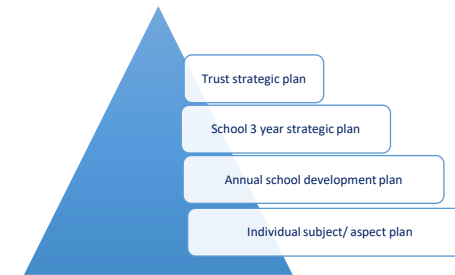 Trust strategic plan
School 3 year strategic plan
Annual school development plan
Individual subject/ aspect plan